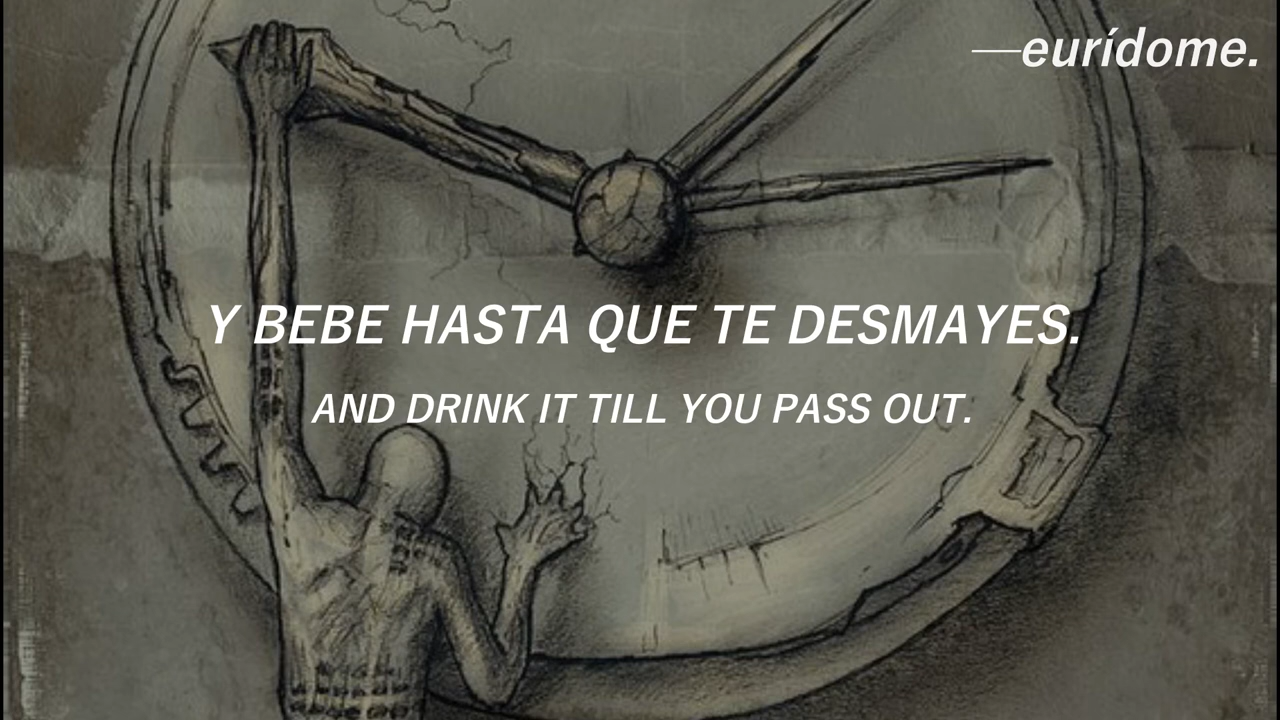 —eurídome.
Y BEBE HASTA QUE TE DESMAYES.
AND DRINK IT TILL YOU PASS OUT.